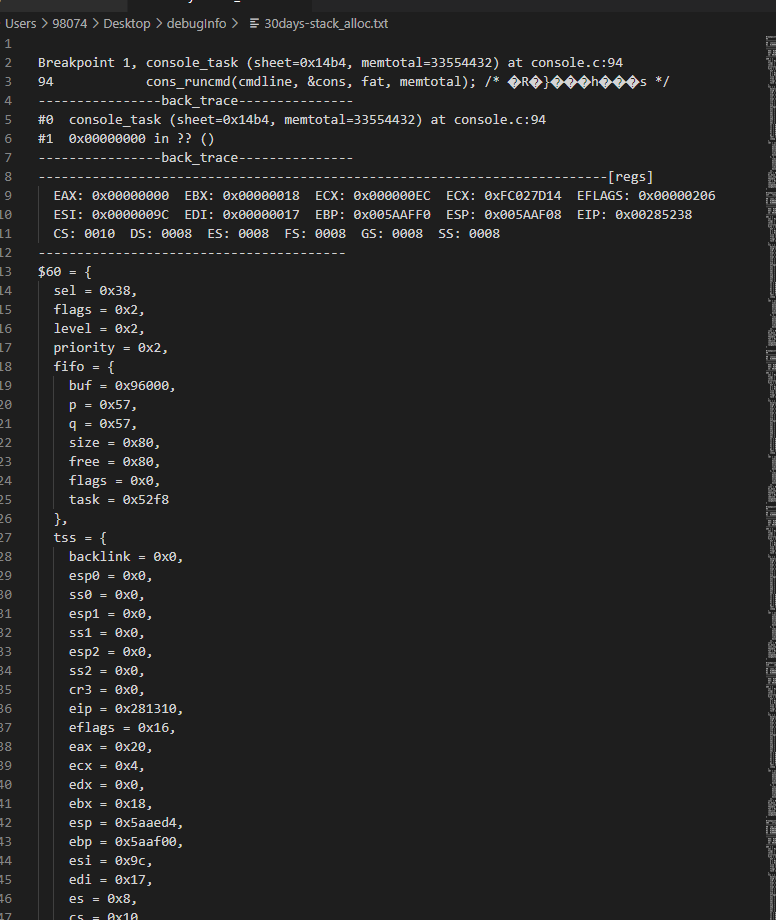 Users > 98074 > Desktop > debugInfo > 30days-stack_alloc.txt
1
2 Breakpoint 1, console_task (sheet=0x14b4, memtotal=33554432) at console.c:94
3 94 cons_runcmd(cmdline, &cons, fat, memtotal); /* �R�}���h���s */
4 ----------------back_trace---------------
5 #0 console_task (sheet=0x14b4, memtotal=33554432) at console.c:94
6 #1 0x00000000 in ?? ()
7 ----------------back_trace---------------
8 --------------------------------------------------------------------------[regs]
9 EAX: 0x00000000 EBX: 0x00000018 ECX: 0x000000EC ECX: 0xFC027D14 EFLAGS: 0x00000206
10 ESI: 0x0000009C EDI: 0x00000017 EBP: 0x005AAFF0 ESP: 0x005AAF08 EIP: 0x00285238
11 CS: 0010 DS: 0008 ES: 0008 FS: 0008 GS: 0008 SS: 0008
12 ----------------------------------------
13 $60 = {
14 sel = 0x38,
15 flags = 0x2,
16 level = 0x2,
17 priority = 0x2,
18 fifo = {
19 buf = 0x96000,
20 p = 0x57,
21 q = 0x57,
22 size = 0x80,
23 free = 0x80,
24 flags = 0x0,
25 task = 0x52f8
26 },
27 tss = {
28 backlink = 0x0,
29 esp0 = 0x0,
30 ss0 = 0x0,
31 esp1 = 0x0,
32 ss1 = 0x0,
33 esp2 = 0x0,
34 ss2 = 0x0,
35 cr3 = 0x0,
36 eip = 0x281310,
37 eflags = 0x16,
38 eax = 0x20,
39 ecx = 0x4,
40 edx = 0x0,
41 ebx = 0x18,
42 esp = 0x5aaed4,
43 ebp = 0x5aaf00,
44 esi = 0x9c,
45 edi = 0x17,
46 es = 0x8,
47 cs = 0x10